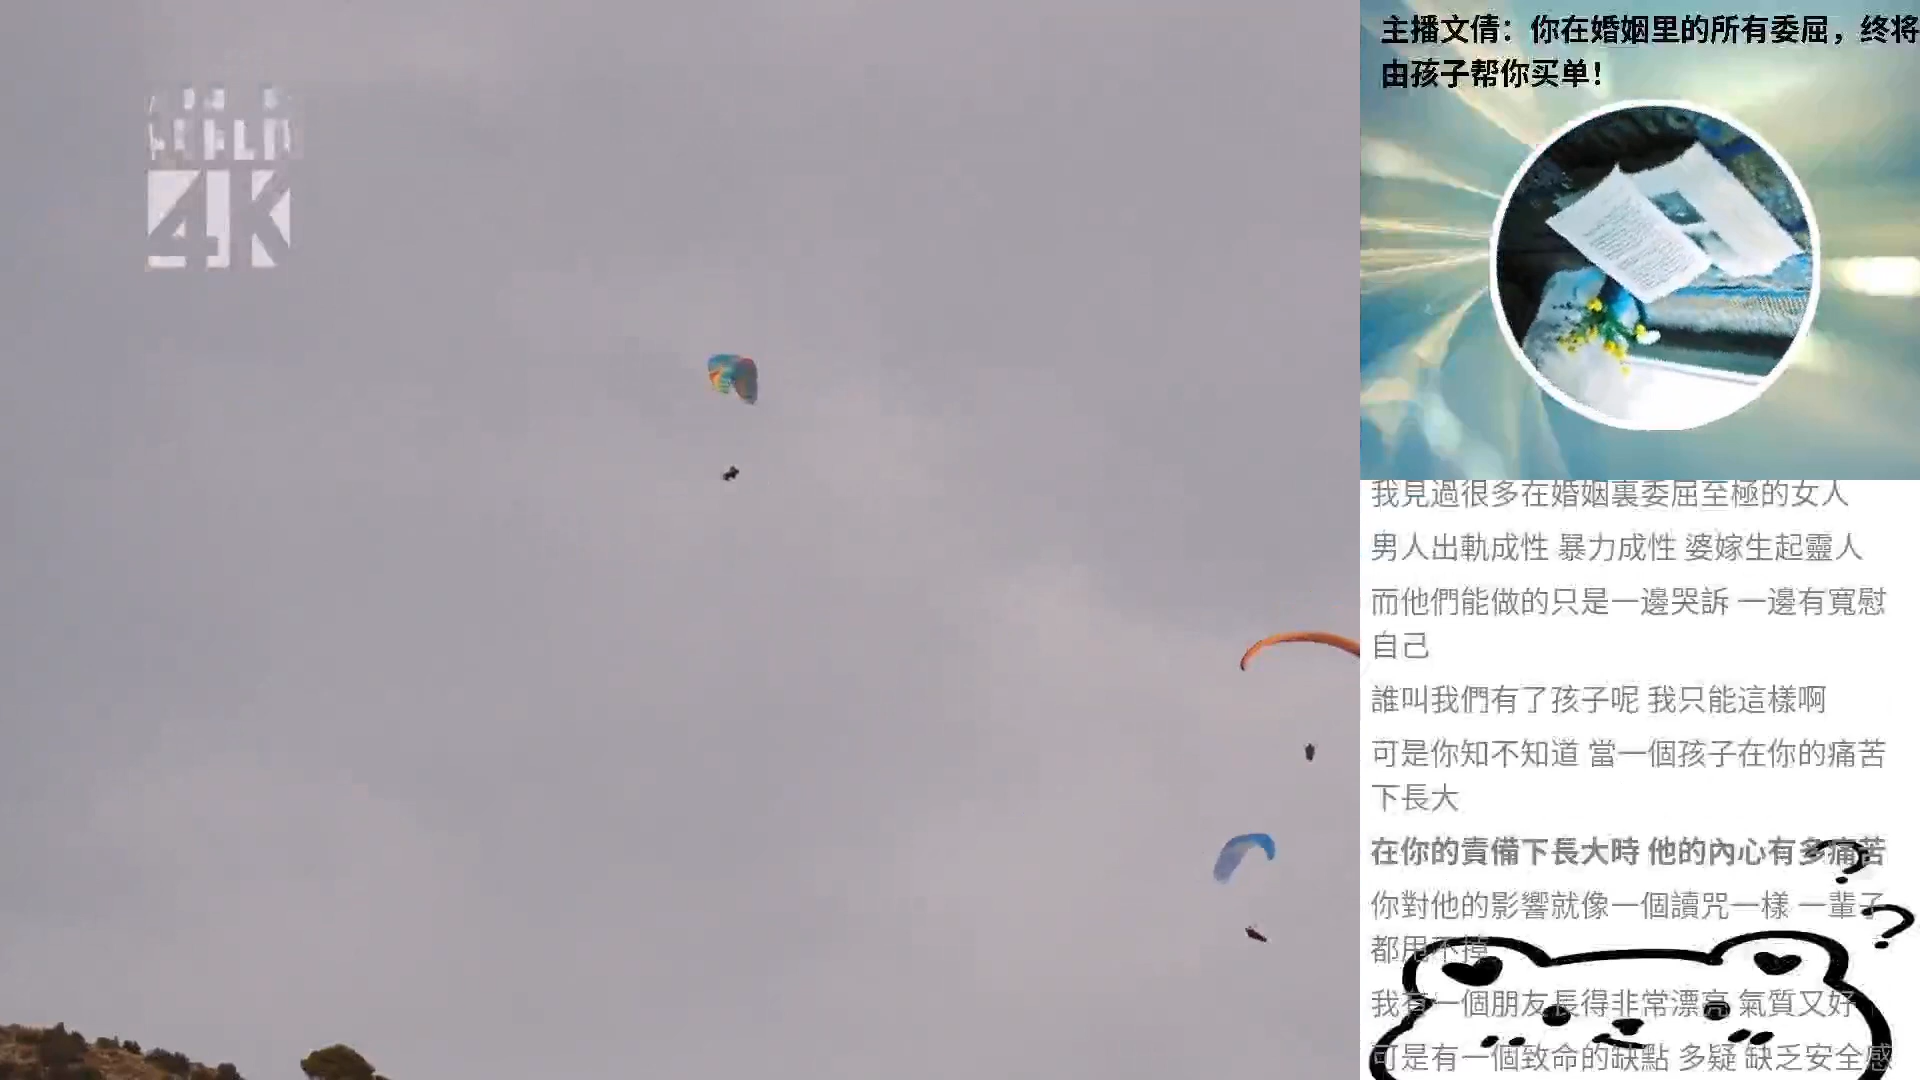 4K
主播文倩：你在婚姻里的所有委屈，终将
由孩子帮你买单！
我見過很多在婚姻裏委屈至極的女人
男人出軌成性 暴力成性 婆嫁生起靈人
而他們能做的只是一邊哭訴 一邊有寬慰
自己
誰叫我們有了孩子呢 我只能這樣啊
可是你知不知道 當一個孩子在你的痛苦
下長大
在你的責備下長大時 他的內心有多痛苦
你對他的影響就像一個讀咒一樣 一輩子
都甩不掉
我有一個朋友長得非常漂亮 氣質又好
可是有一個致命的缺點 多疑 缺乏安全感